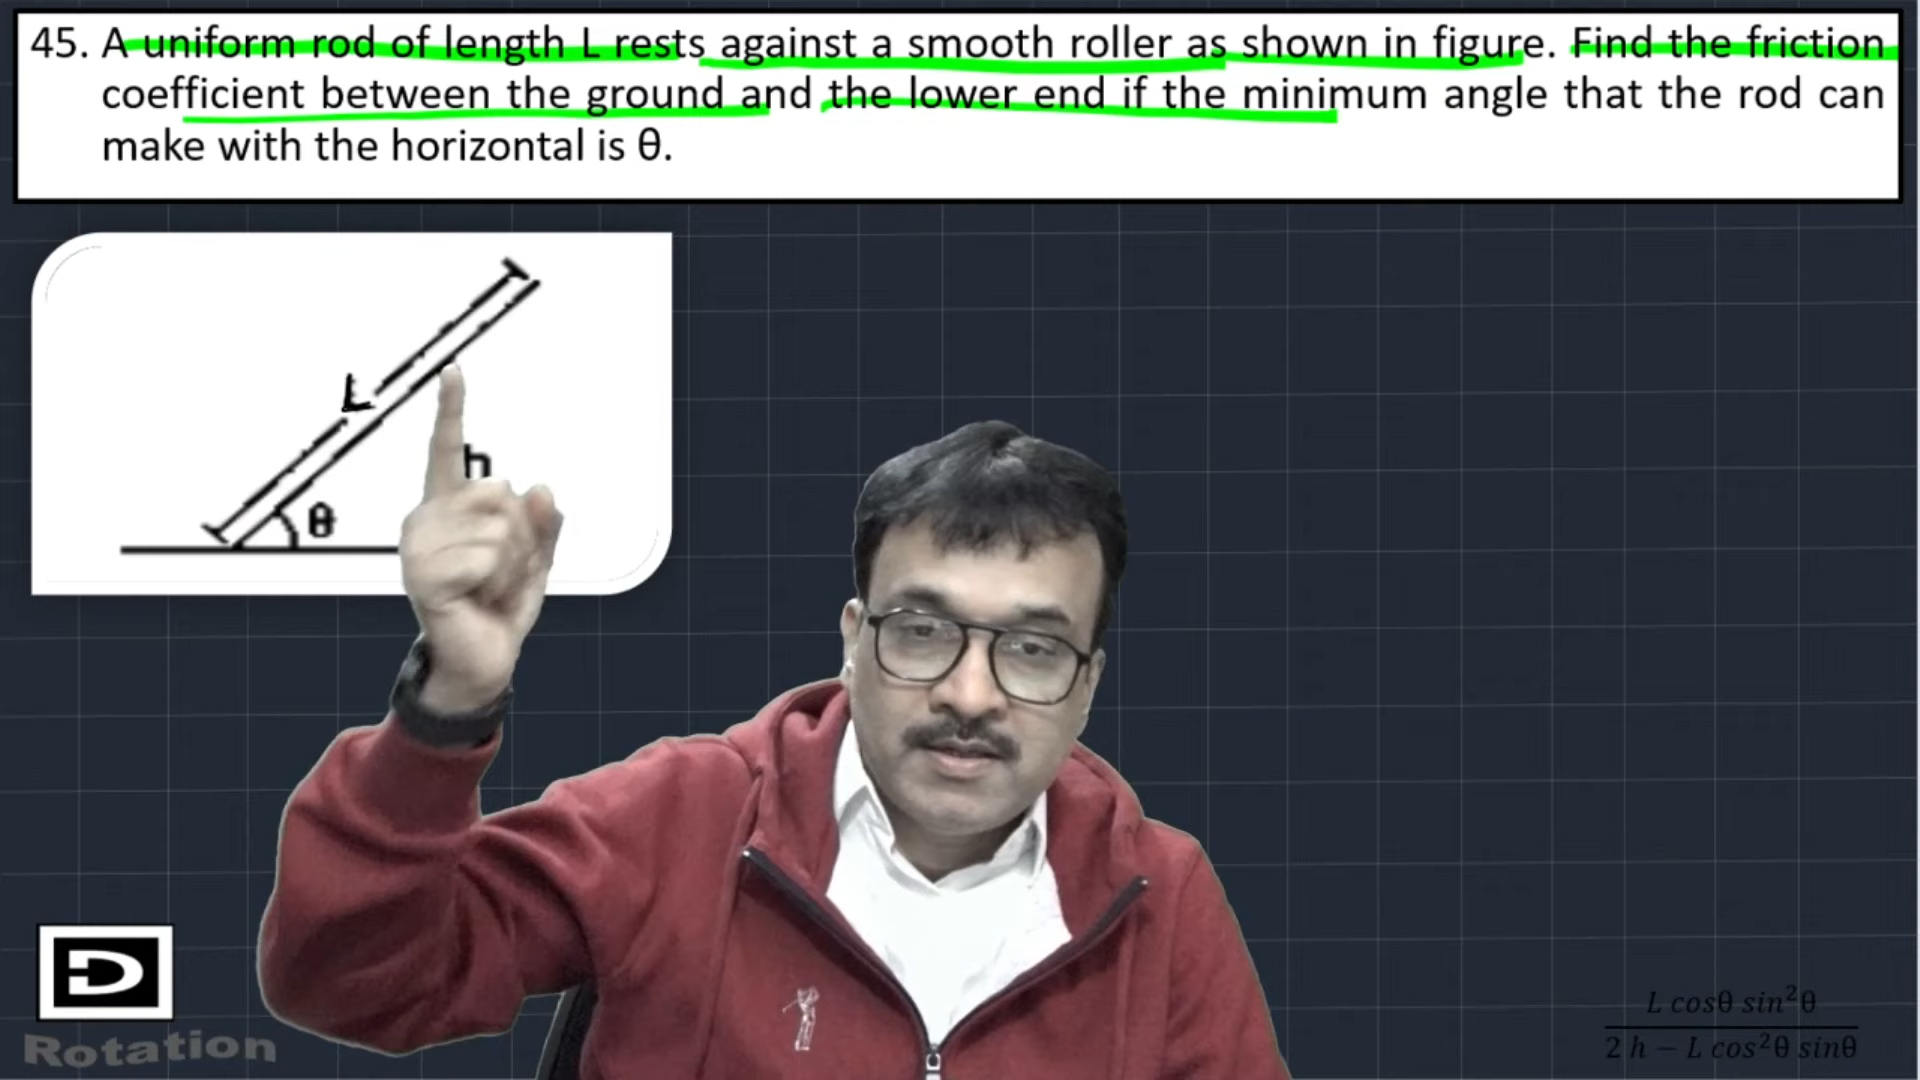 45. A uniform rod of length L rests against a smooth roller as shown in figure. Find the friction
coefficient between the ground and the lower end if the minimum angle that the rod can
make with the horizontal is θ.
L
h
θ
D
Rotation
L cosθ sin²θ
2 h − L cos²θ sinθ